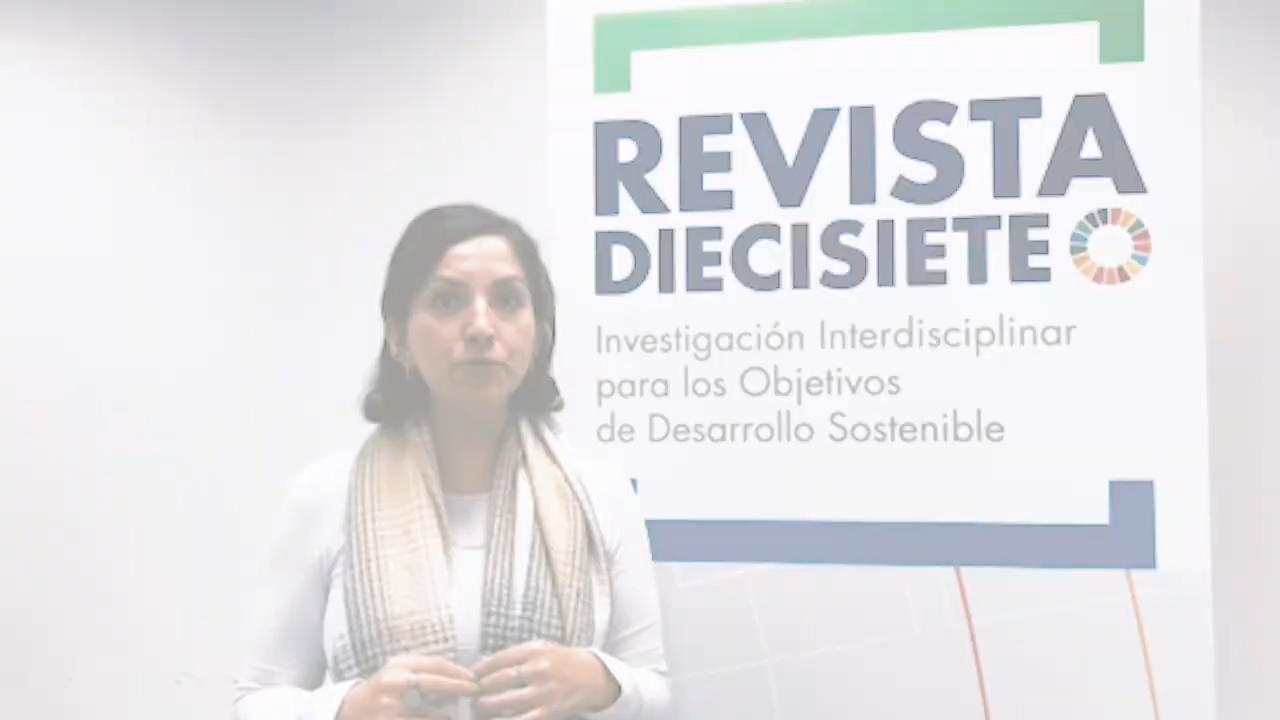 REVISTA
DIECISIETE
Investigación Interdisciplinar
para los Objetivos
de Desarrollo Sostenible